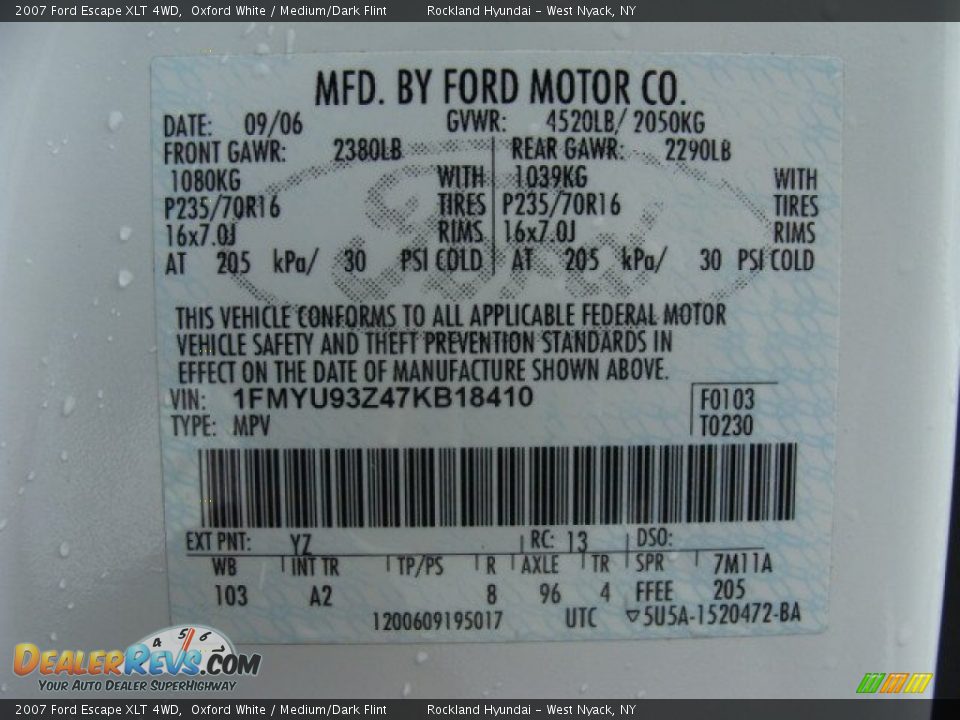 2007 Ford Escape XLT 4WD, Oxford White / Medium/Dark Flint Rockland Hyundai - West Nyack, NY
MFD. BY FORD MOTOR CO.
DATE: 09/06 GVWR: 4520LB/ 2050KG
FRONT GAWR: 2380LB REAR GAWR: 2290LB
1080KG WITH 1039KG WITH
P235/70R16 TIRES P235/70R16 TIRES
16x7.0J RIMS 16x7.0J RIMS
AT 205 kPa/ 30 PSI COLD AT 205 kPa/ 30 PSI COLD
THIS VEHICLE CONFORMS TO ALL APPLICABLE FEDERAL MOTOR
VEHICLE SAFETY AND THEFT PREVENTION STANDARDS IN
EFFECT ON THE DATE OF MANUFACTURE SHOWN ABOVE.
VIN: 1FMYU93Z47KB18410 F0103
TYPE: MPV T0230
EXT PNT: YZ RC: 13 DSO:
WB INT TR TP/PS R AXLE TR SPR 7M11A
103 A2 8 96 4 FFEE 205
1200609195017 UTC ▽5U5A-1520472-BA
4 5 6
DealerRevs.com
Your Auto Dealer SuperHighway
2007 Ford Escape XLT 4WD, Oxford White / Medium/Dark Flint Rockland Hyundai - West Nyack, NY